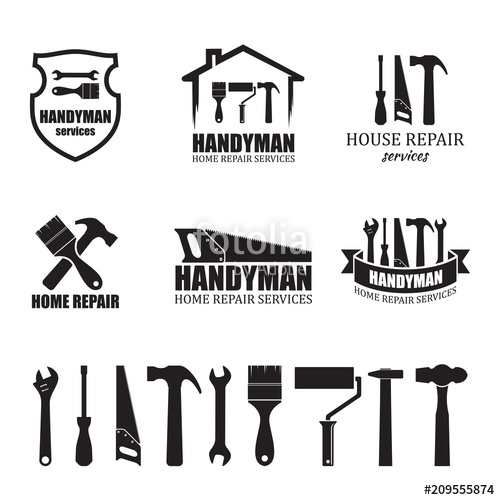 HANDYMAN
services
HANDYMAN
HOME REPAIR SERVICES
HOUSE REPAIR
services
HOME REPAIR
HANDYMAN
HOME REPAIR SERVICES
HANDYMAN
HOME REPAIR SERVICES
fotolia
#209555874